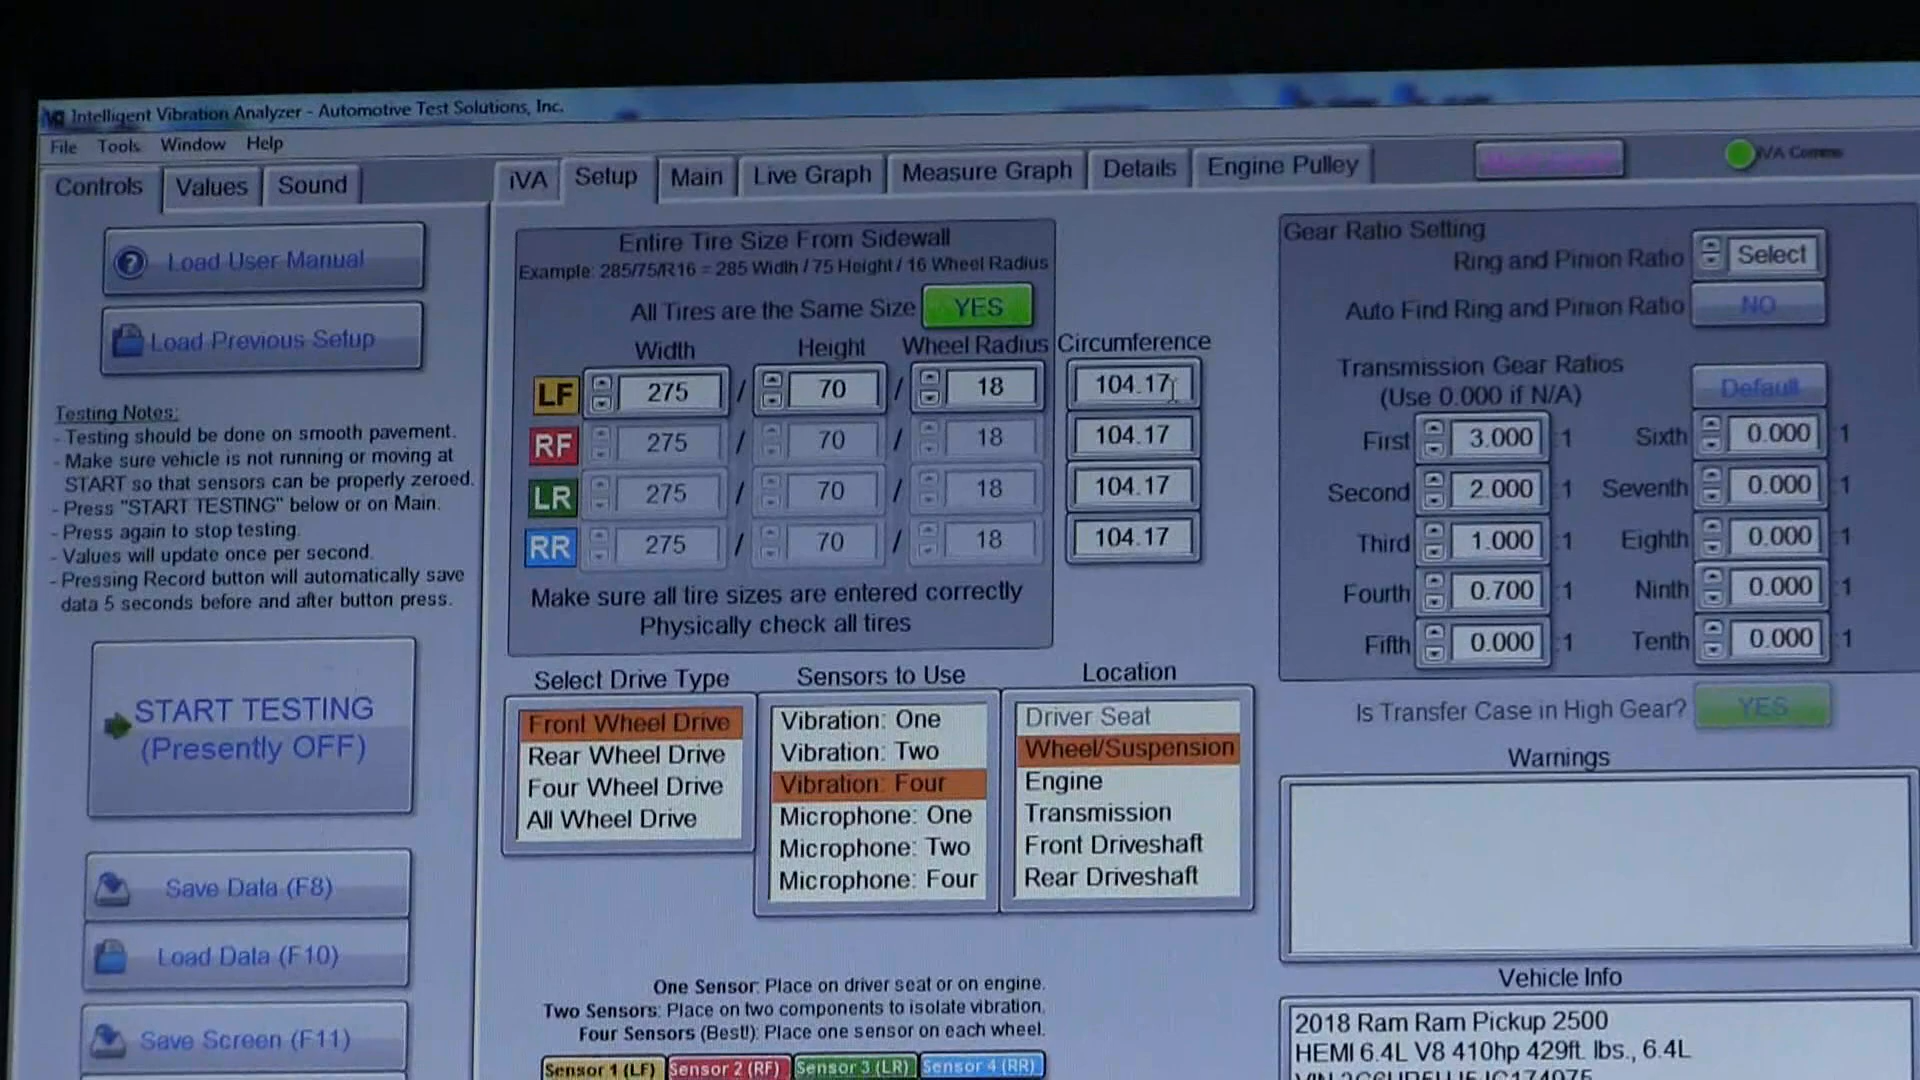 Intelligent Vibration Analyzer - Automotive Test Solutions, Inc.
File Tools Window Help
Controls Values Sound
iVA Setup Main Live Graph Measure Graph Details Engine Pulley
iVA Comms
Load User Manual
Load Previous Setup
Testing Notes:
- Testing should be done on smooth pavement.
- Make sure vehicle is not running or moving at
START so that sensors can be properly zeroed.
- Press "START TESTING" below or on Main.
- Press again to stop testing.
- Values will update once per second.
- Pressing Record button will automatically save
data 5 seconds before and after button press.
START TESTING
(Presently OFF)
Save Data (F8)
Load Data (F10)
Save Screen (F11)
Entire Tire Size From Sidewall
Example: 285/75/R16 = 285 Width / 75 Height / 16 Wheel Radius
All Tires are the Same Size YES
Width Height Wheel Radius Circumference
LF 275 / 70 / 18 104.17
RF 275 / 70 / 18 104.17
LR 275 / 70 / 18 104.17
RR 275 / 70 / 18 104.17
Make sure all tire sizes are entered correctly
Physically check all tires
Select Drive Type
Front Wheel Drive
Rear Wheel Drive
Four Wheel Drive
All Wheel Drive
Sensors to Use
Vibration: One
Vibration: Two
Vibration: Four
Microphone: One
Microphone: Two
Microphone: Four
Location
Driver Seat
Wheel/Suspension
Engine
Transmission
Front Driveshaft
Rear Driveshaft
One Sensor: Place on driver seat or on engine.
Two Sensors: Place on two components to isolate vibration.
Four Sensors (Best!): Place one sensor on each wheel.
Sensor 1 (LF) Sensor 2 (RF) Sensor 3 (LR) Sensor 4 (RR)
Gear Ratio Setting
Ring and Pinion Ratio Select
Auto Find Ring and Pinion Ratio NO
Transmission Gear Ratios
(Use 0.000 if N/A) Default
First 3.000 :1 Sixth 0.000 :1
Second 2.000 :1 Seventh 0.000 :1
Third 1.000 :1 Eighth 0.000 :1
Fourth 0.700 :1 Ninth 0.000 :1
Fifth 0.000 :1 Tenth 0.000 :1
Is Transfer Case in High Gear? YES
Warnings
Vehicle Info
2018 Ram Ram Pickup 2500
HEMI 6.4L V8 410hp 429ft. lbs., 6.4L